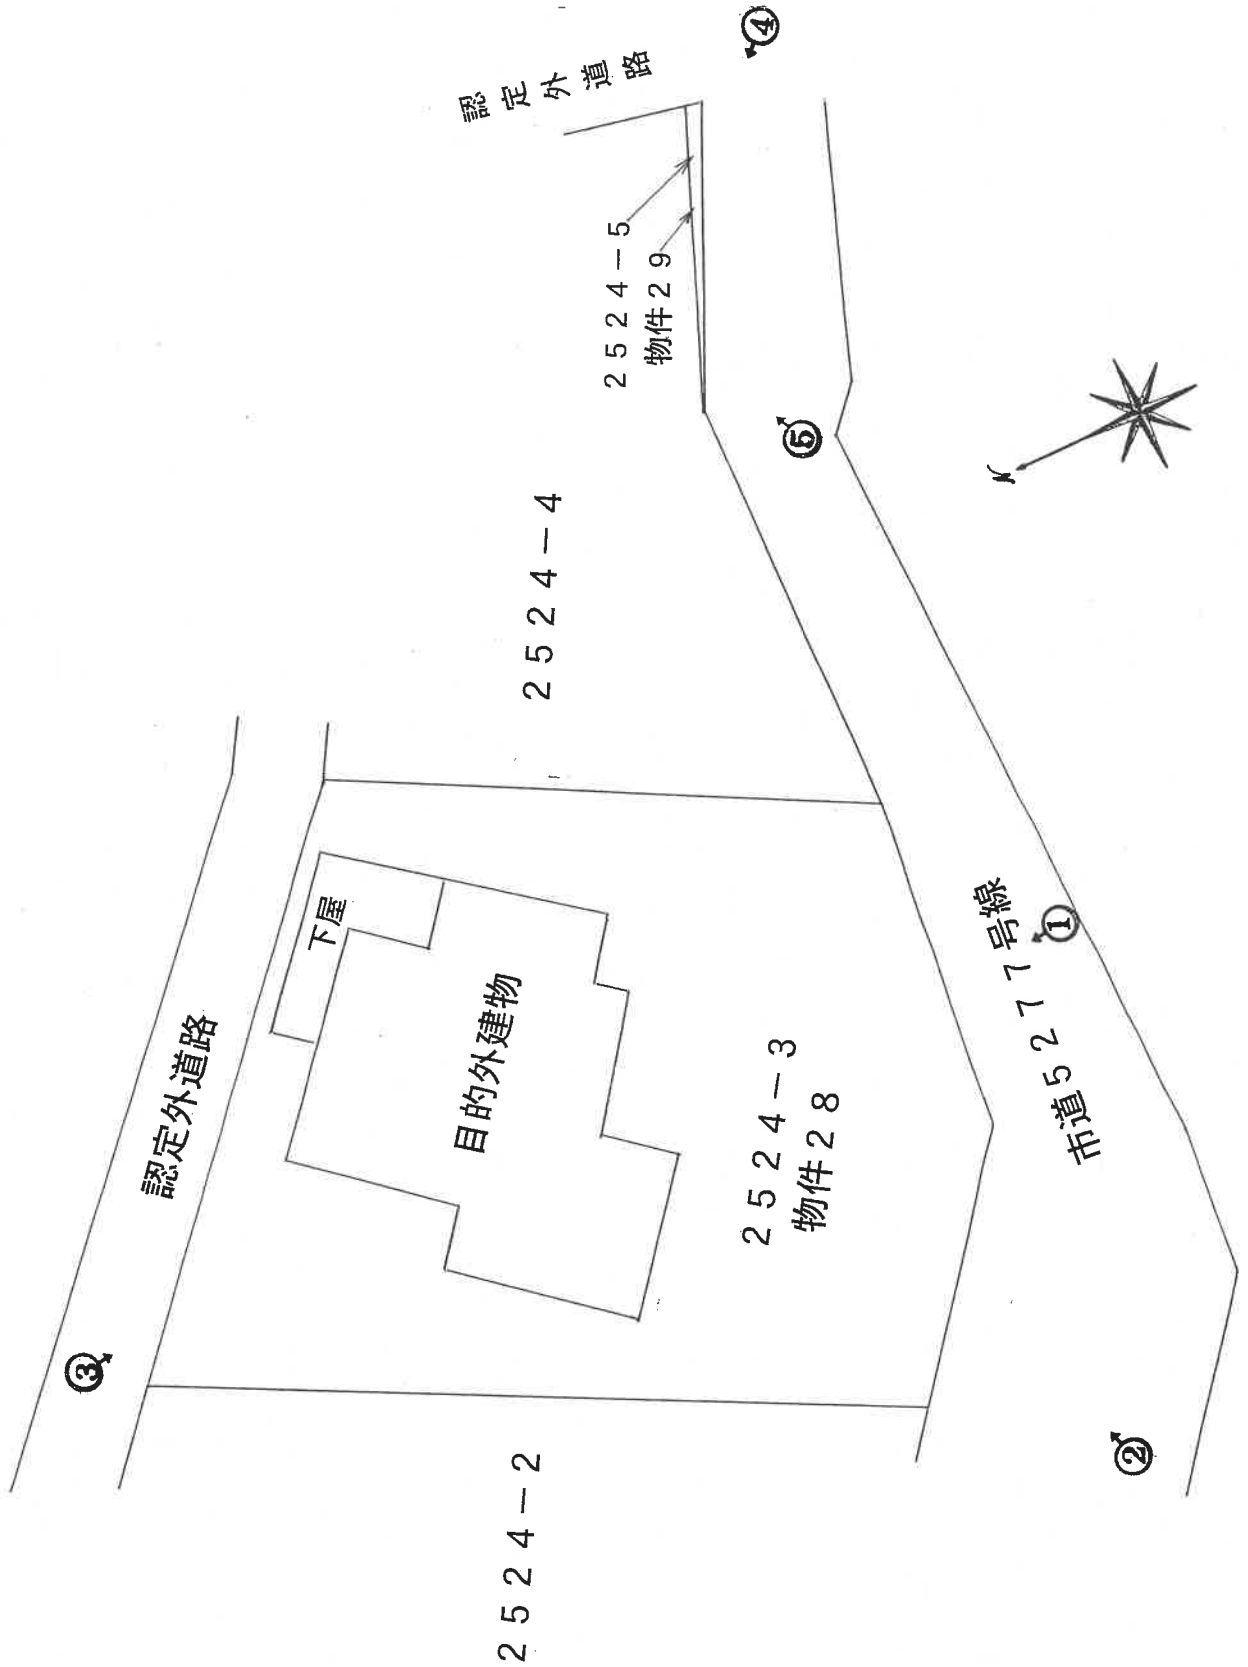 認定外道路
認定外道路
下屋
目的外建物
2524－2
2524－3
物件28
2524－4
2524－5
物件29
市道5277号線
N
①
②
③
④
⑤